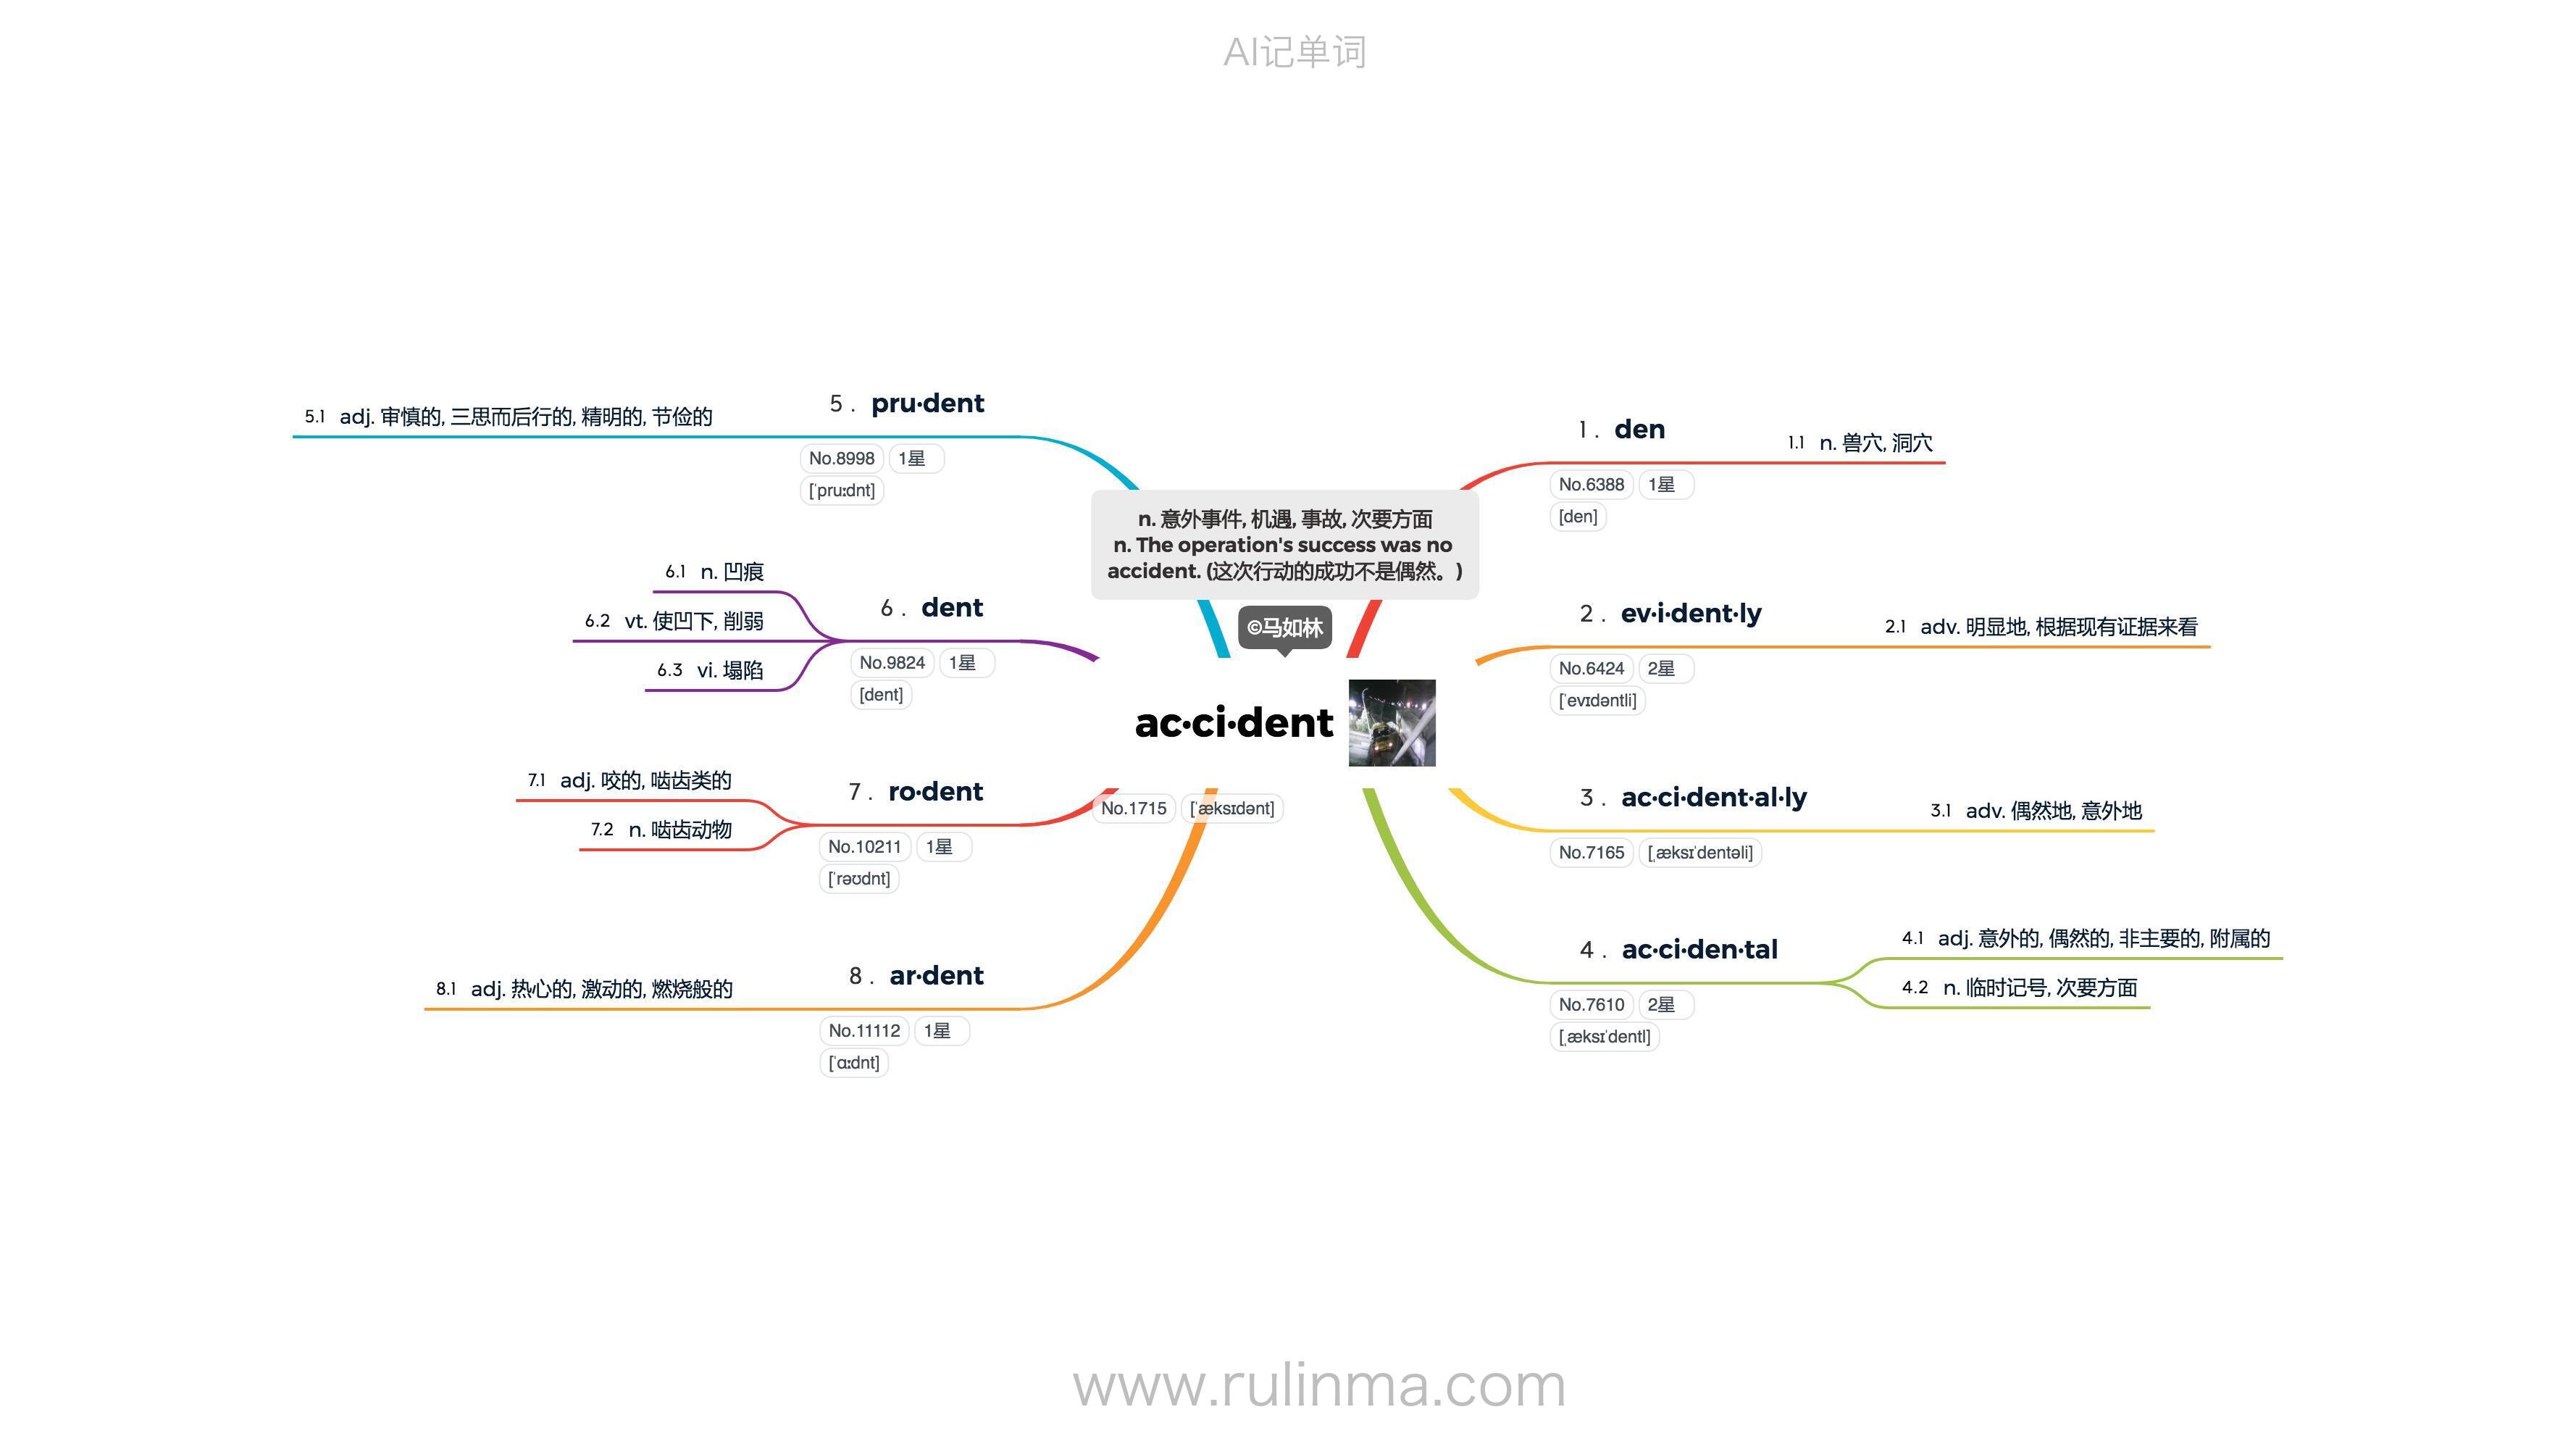 AI记单词
n. 意外事件, 机遇, 事故, 次要方面
n. The operation's success was no
accident. (这次行动的成功不是偶然。)
©马如林
ac·ci·dent
No.1715 [ˈæksɪdənt]
1 . den
No.6388 1星
[den]
1.1 n. 兽穴, 洞穴
2 . ev·i·dent·ly
No.6424 2星
[ˈevɪdəntli]
2.1 adv. 明显地, 根据现有证据来看
3 . ac·ci·dent·al·ly
No.7165 [ˌæksɪˈdentəli]
3.1 adv. 偶然地, 意外地
4 . ac·ci·den·tal
No.7610 2星
[ˌæksɪˈdentl]
4.1 adj. 意外的, 偶然的, 非主要的, 附属的
4.2 n. 临时记号, 次要方面
5 . pru·dent
No.8998 1星
[ˈpruːdnt]
5.1 adj. 审慎的, 三思而后行的, 精明的, 节俭的
6 . dent
No.9824 1星
[dent]
6.1 n. 凹痕
6.2 vt. 使凹下, 削弱
6.3 vi. 塌陷
7 . ro·dent
No.10211 1星
[ˈrəʊdnt]
7.1 adj. 咬的, 啮齿类的
7.2 n. 啮齿动物
8 . ar·dent
No.11112 1星
[ˈɑːdnt]
8.1 adj. 热心的, 激动的, 燃烧般的
www.rulinma.com